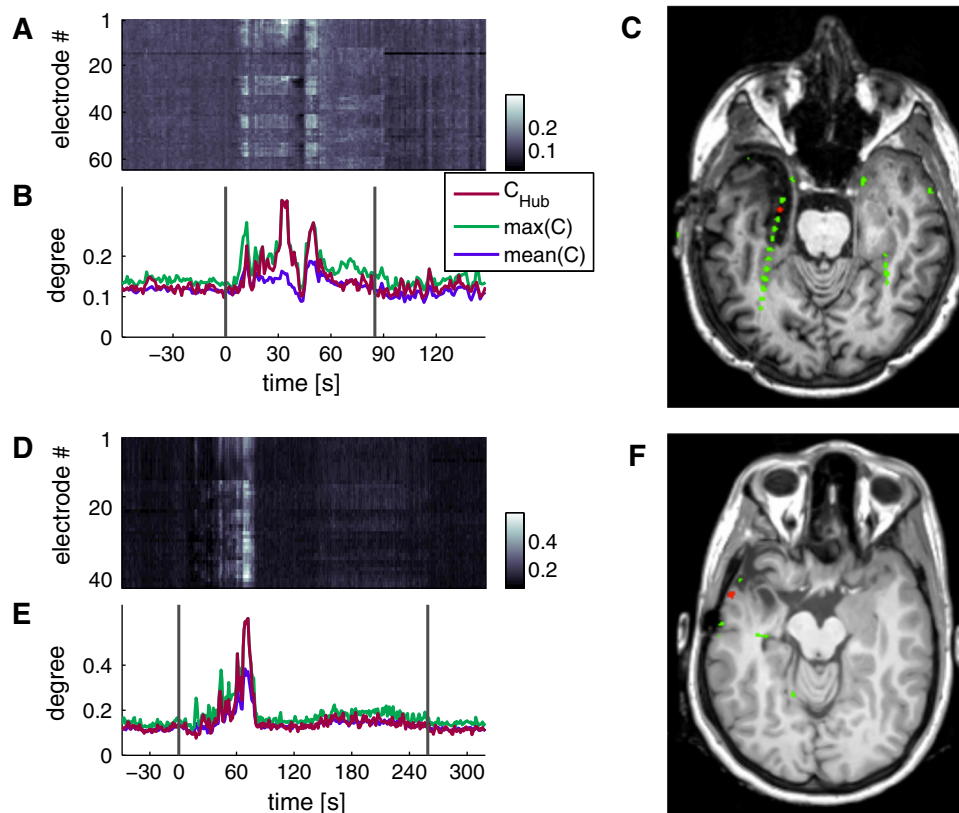 A
electrode #
1
20
40
60
0.2
0.1
B
degree
0.2
0.1
0
C_Hub
max(C)
mean(C)
−30 0 30 60 90 120
time [s]
C
D
electrode #
1
20
40
0.4
0.2
E
degree
0.4
0.2
0
−30 0 60 120 180 240 300
time [s]
F